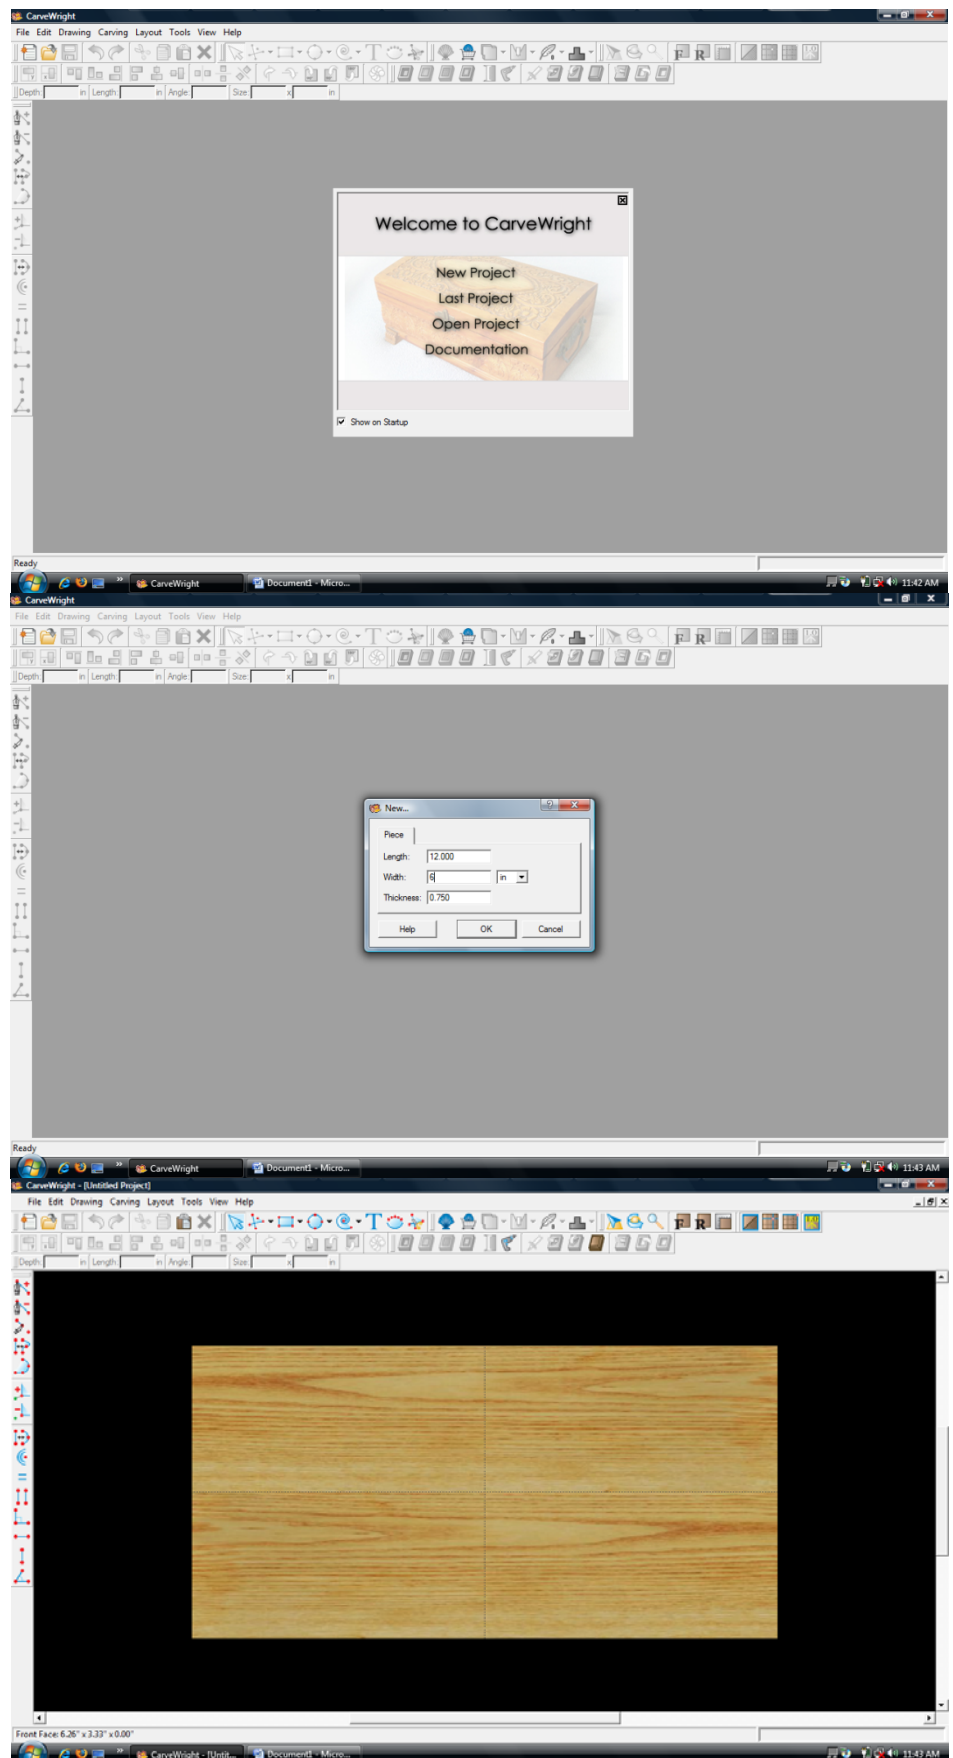 CarveWright
File Edit Drawing Carving Layout Tools View Help
T F R
Depth: in Length: in Angle: Size: x in
Welcome to CarveWright
New Project
Last Project
Open Project
Documentation
Show on Startup
Ready
CarveWright Document1 - Micro... 11:42 AM
CarveWright
File Edit Drawing Carving Layout Tools View Help
T F R
Depth: in Length: in Angle: Size: x in
New...
Piece
Length: 12.000
Width: 6 in
Thickness: 0.750
Help OK Cancel
Ready
CarveWright Document1 - Micro... 11:43 AM
CarveWright - [Untitled Project]
File Edit Drawing Carving Layout Tools View Help
T F R
Depth: in Length: in Angle: Size: x in
Front Face: 6.26" x 3.33" x 0.00"
CarveWright - [Untit... Document1 - Micro... 11:43 AM